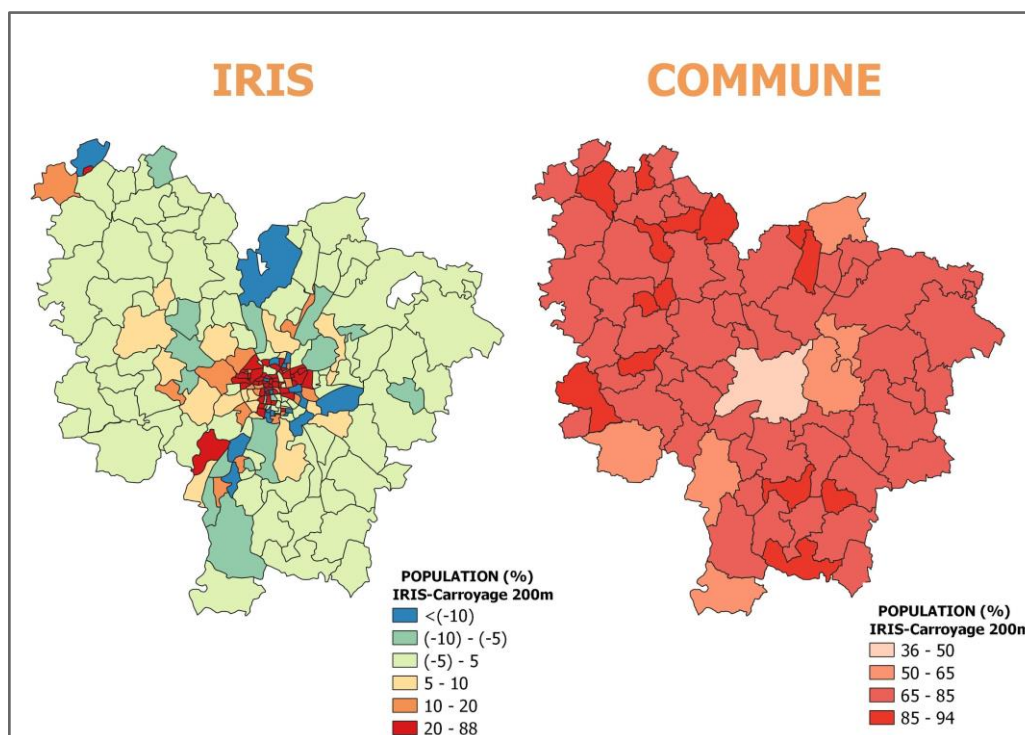 IRIS
COMMUNE
POPULATION (%)
IRIS-Carroyage 200m
<(-10)
(-10) - (-5)
(-5) - 5
5 - 10
10 - 20
20 - 88
POPULATION (%)
IRIS-Carroyage 200m
36 - 50
50 - 65
65 - 85
85 - 94